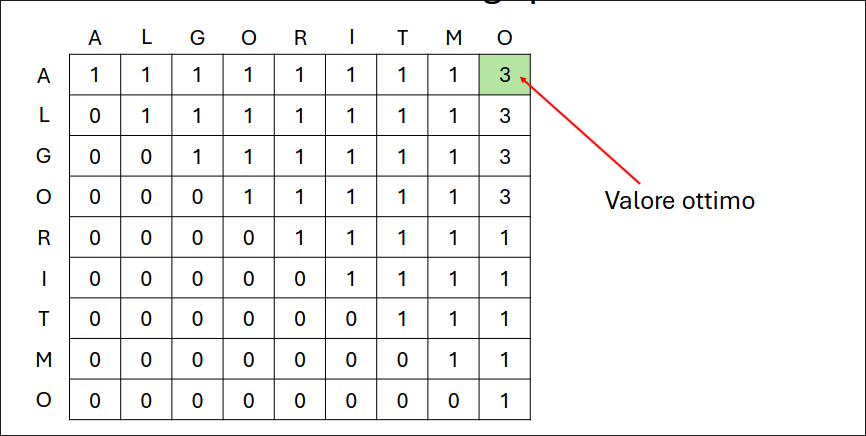 A L G O R I T M O
A 1 1 1 1 1 1 1 1 3
L 0 1 1 1 1 1 1 1 3
G 0 0 1 1 1 1 1 1 3
O 0 0 0 1 1 1 1 1 3
Valore ottimo
R 0 0 0 0 1 1 1 1 1
I 0 0 0 0 0 1 1 1 1
T 0 0 0 0 0 0 1 1 1
M 0 0 0 0 0 0 0 1 1
O 0 0 0 0 0 0 0 0 1